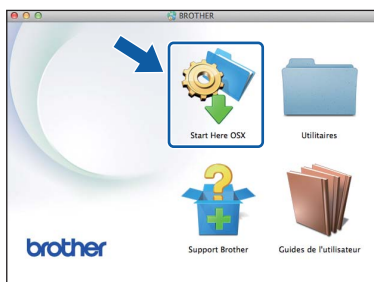 BROTHER
Start Here OSX
Utilitaires
Support Brother
Guides de l'utilisateur
brother